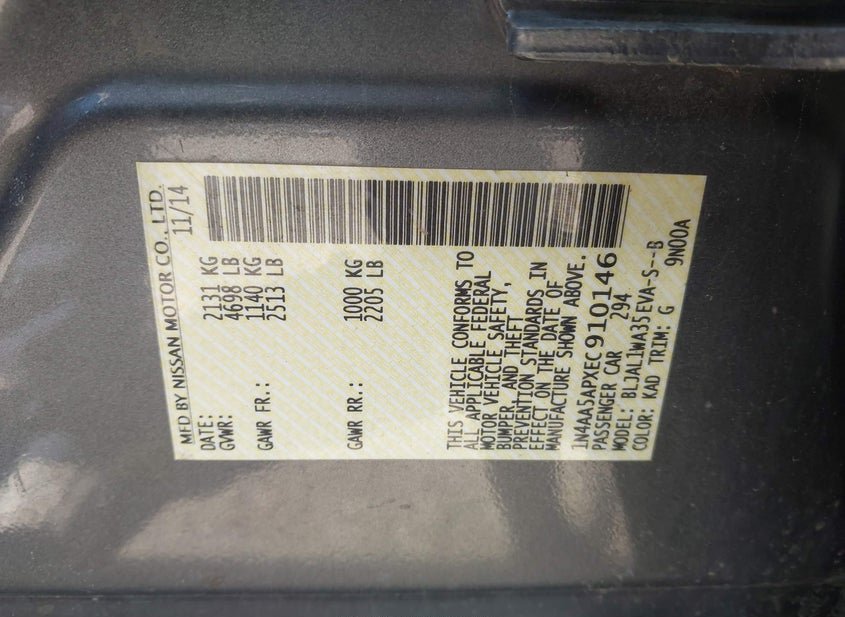 MFD BY NISSAN MOTOR CO., LTD.
DATE: 11/14
GVWR: 2131 KG
4698 LB
GAWR FR.: 1140 KG
2513 LB
GAWR RR.: 1000 KG
2205 LB
THIS VEHICLE CONFORMS TO
ALL APPLICABLE FEDERAL
MOTOR VEHICLE SAFETY,
BUMPER, AND THEFT
PREVENTION STANDARDS IN
EFFECT ON THE DATE OF
MANUFACTURE SHOWN ABOVE.
1N4AA5APXEC910146
PASSENGER CAR 294
MODEL: BLJAL1WA35EVA-S--B
COLOR: KAD TRIM: G 9N00A